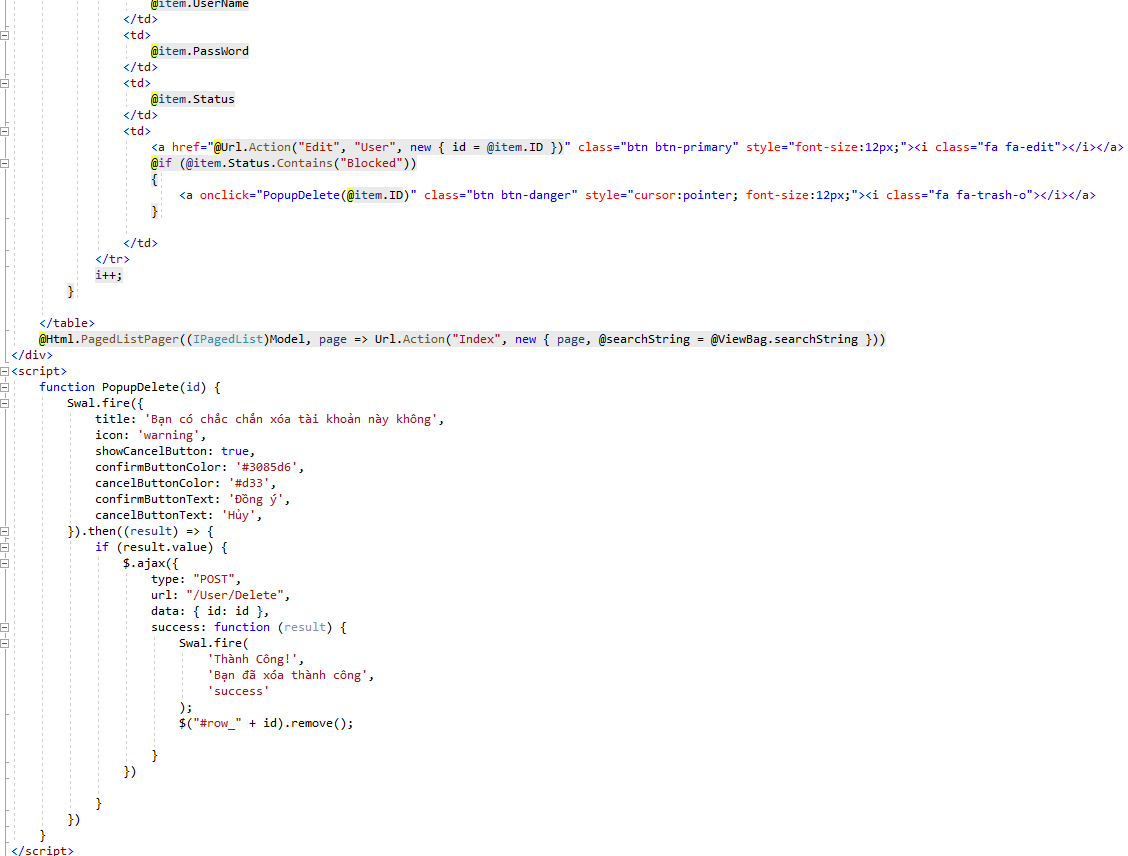 @item.UserName
</td>
<td>
@item.PassWord
</td>
<td>
@item.Status
</td>
<td>
<a href="@Url.Action("Edit", "User", new { id = @item.ID })" class="btn btn-primary" style="font-size:12px;"><i class="fa fa-edit"></i></a>
@if (@item.Status.Contains("Blocked"))
{
<a onclick="PopupDelete(@item.ID)" class="btn btn-danger" style="cursor:pointer; font-size:12px;"><i class="fa fa-trash-o"></i></a>
}
</td>
</tr>
i++;
}
</table>
@Html.PagedListPager((IPagedList)Model, page => Url.Action("Index", new { page, @searchString = @ViewBag.searchString }))
</div>
<script>
function PopupDelete(id) {
Swal.fire({
title: 'Bạn có chắc chắn xóa tài khoản này không',
icon: 'warning',
showCancelButton: true,
confirmButtonColor: '#3085d6',
cancelButtonColor: '#d33',
confirmButtonText: 'Đồng ý',
cancelButtonText: 'Hủy',
}).then((result) => {
if (result.value) {
$.ajax({
type: "POST",
url: "/User/Delete",
data: { id: id },
success: function (result) {
Swal.fire(
'Thành Công!',
'Bạn đã xóa thành công',
'success'
);
$("#row_" + id).remove();
}
})
}
})
}
</script>